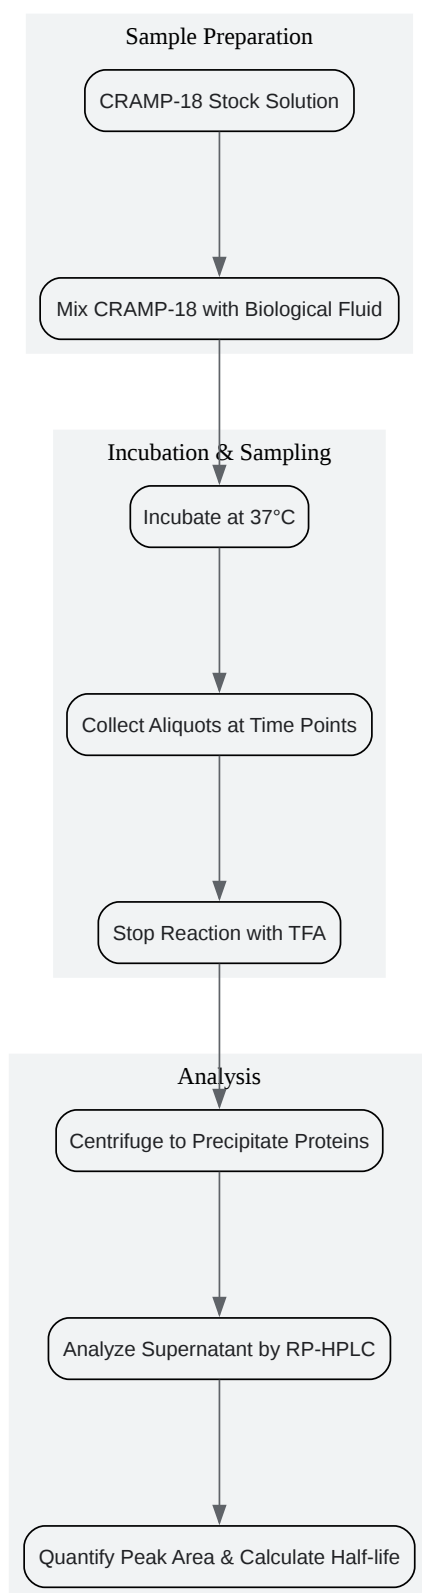 Sample Preparation
CRAMP-18 Stock Solution
Mix CRAMP-18 with Biological Fluid
Incubation & Sampling
Incubate at 37°C
Collect Aliquots at Time Points
Stop Reaction with TFA
Analysis
Centrifuge to Precipitate Proteins
Analyze Supernatant by RP-HPLC
Quantify Peak Area & Calculate Half-life